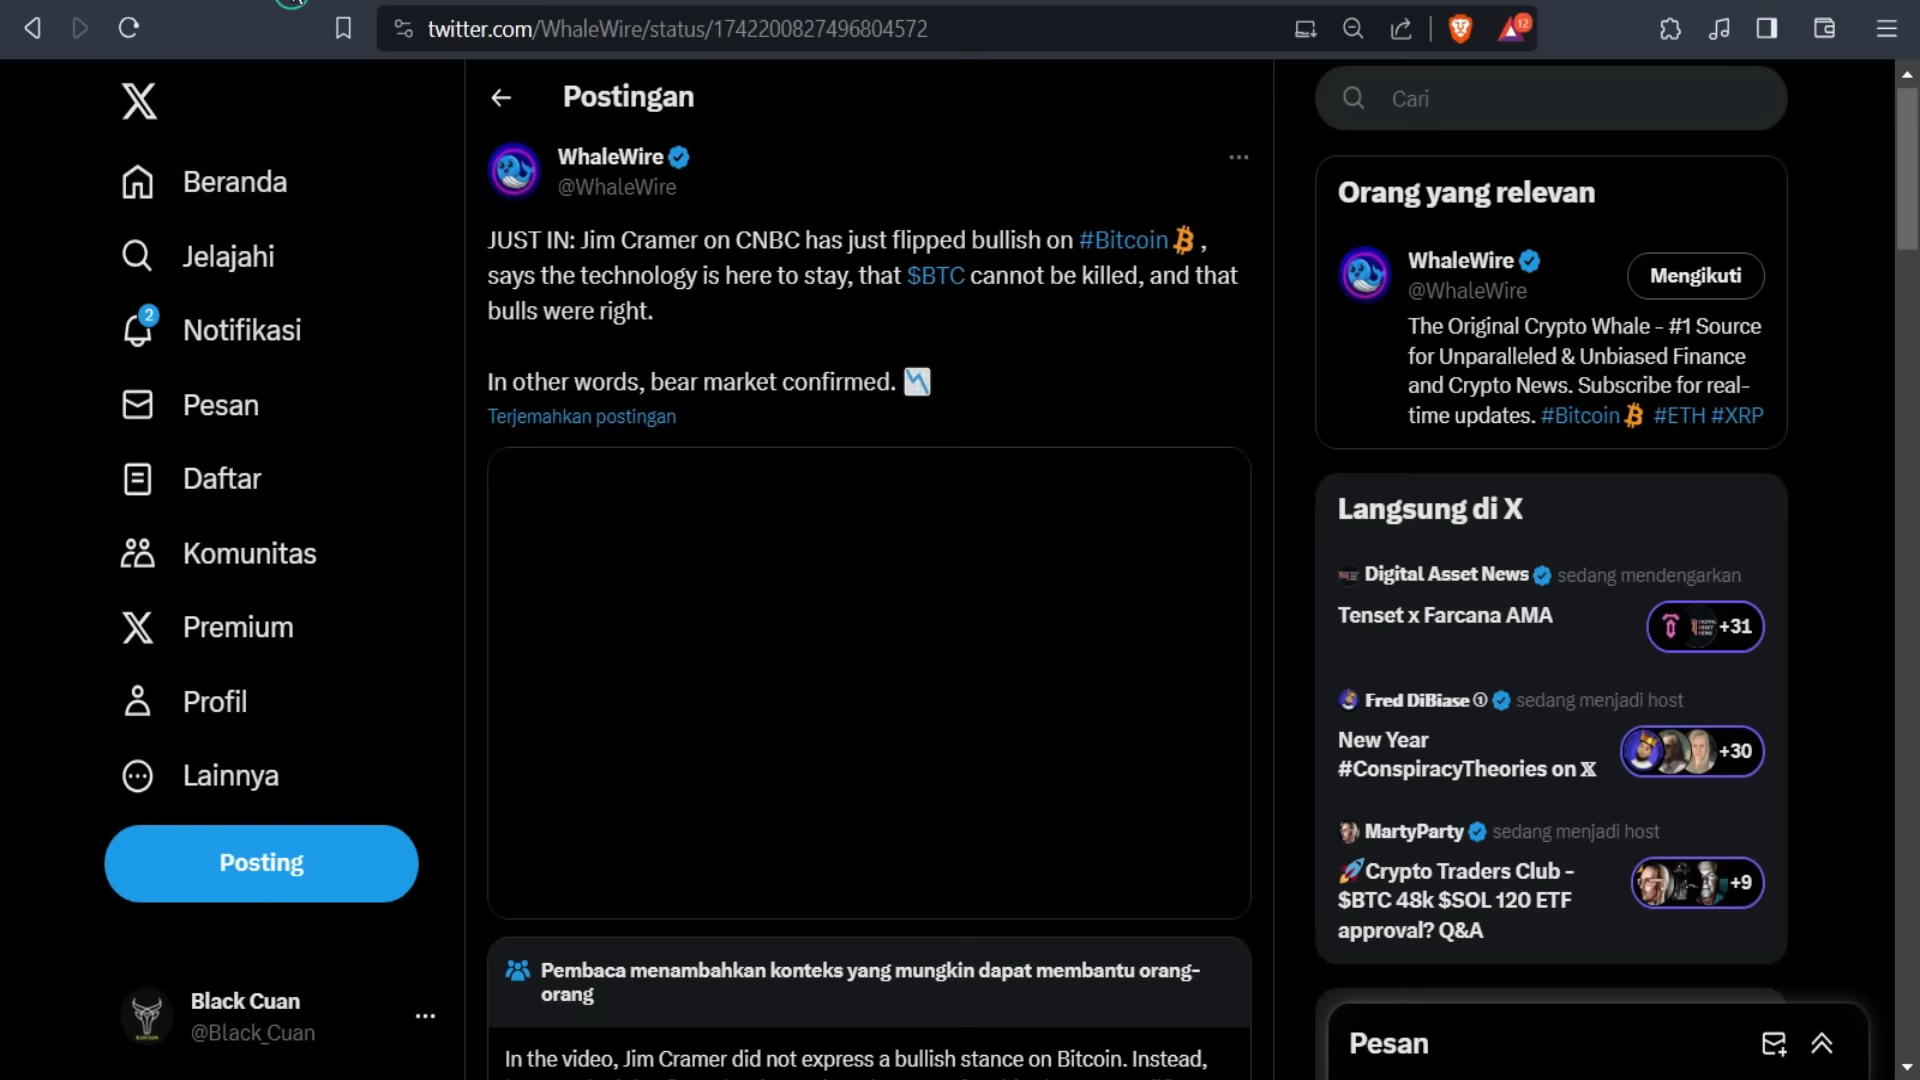 twitter.com/WhaleWire/status/1742200827496804572
12
Postingan
Cari
Beranda
Jelajahi
2
Notifikasi
Pesan
Daftar
Komunitas
Premium
Profil
Lainnya
Posting
Black Cuan
@Black_Cuan
WhaleWire
@WhaleWire
JUST IN: Jim Cramer on CNBC has just flipped bullish on #Bitcoin ,
says the technology is here to stay, that $BTC cannot be killed, and that
bulls were right.
In other words, bear market confirmed.
Terjemahkan postingan
Pembaca menambahkan konteks yang mungkin dapat membantu orang-
orang
In the video, Jim Cramer did not express a bullish stance on Bitcoin. Instead,
Orang yang relevan
WhaleWire
@WhaleWire
Mengikuti
The Original Crypto Whale - #1 Source
for Unparalleled & Unbiased Finance
and Crypto News. Subscribe for real-
time updates. #Bitcoin #ETH #XRP
Langsung di X
Digital Asset News sedang mendengarkan
Tenset x Farcana AMA
+31
Fred DiBiase ① sedang menjadi host
New Year
#ConspiracyTheories on 𝕏
+30
MartyParty sedang menjadi host
🚀Crypto Traders Club -
$BTC 48k $SOL 120 ETF
approval? Q&A
+9
Pesan